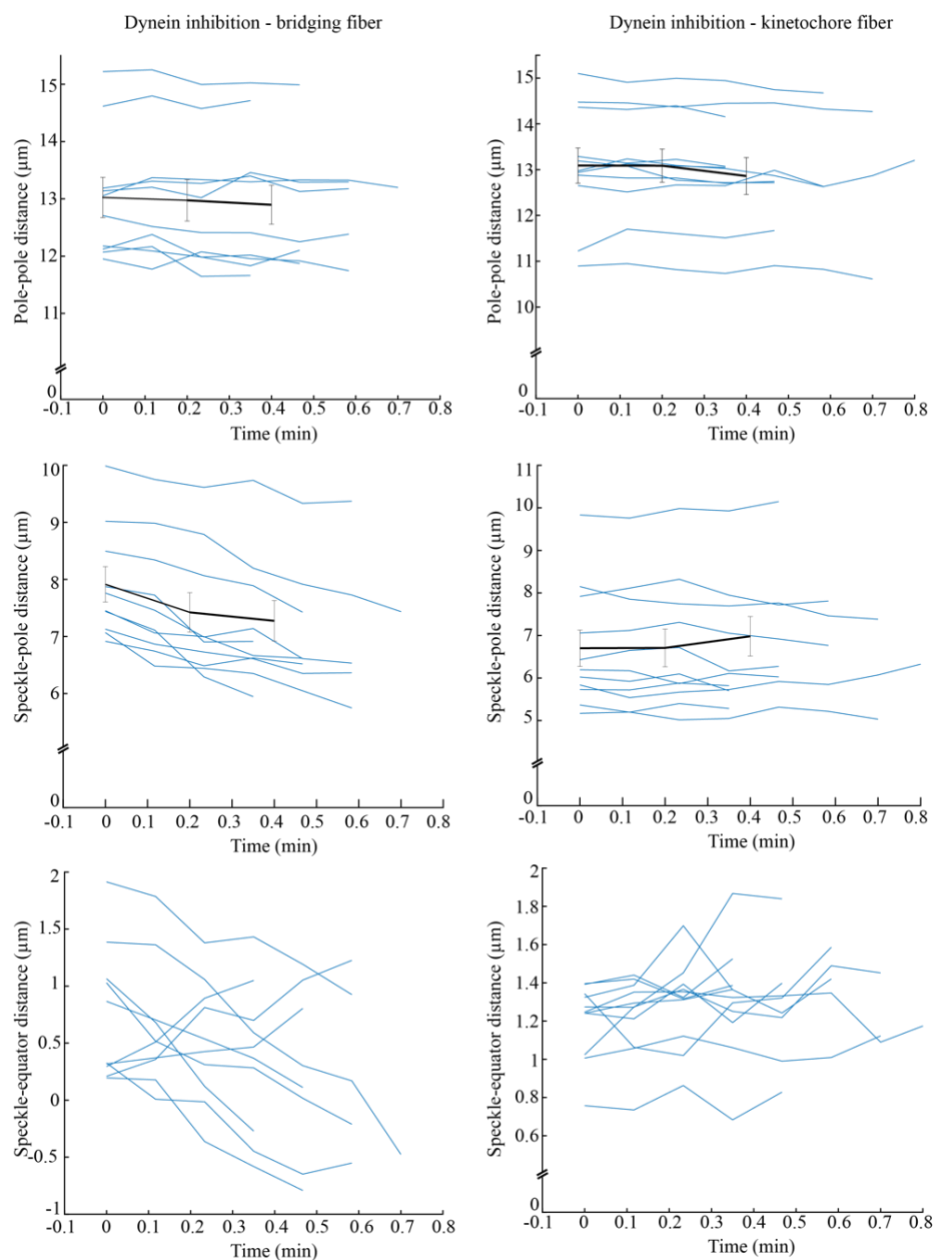 Dynein inhibition - bridging fiber
Dynein inhibition - kinetochore fiber
Pole-pole distance (µm)
15
14
13
12
11
0
-0.1 0 0.1 0.2 0.3 0.4 0.5 0.6 0.7 0.8
Time (min)
Pole-pole distance (µm)
15
14
13
12
11
10
0
-0.1 0 0.1 0.2 0.3 0.4 0.5 0.6 0.7 0.8
Time (min)
Speckle-pole distance (µm)
10
9
8
7
6
0
-0.1 0 0.1 0.2 0.3 0.4 0.5 0.6 0.7 0.8
Time (min)
Speckle-pole distance (µm)
11
10
9
8
7
6
5
0
-0.1 0 0.1 0.2 0.3 0.4 0.5 0.6 0.7 0.8
Time (min)
Speckle-equator distance (µm)
2
1.5
1
0.5
0
-0.5
-1
-0.1 0 0.1 0.2 0.3 0.4 0.5 0.6 0.7 0.8
Time (min)
Speckle-equator distance (µm)
2
1.8
1.6
1.4
1.2
1
0.8
0.6
0
-0.1 0 0.1 0.2 0.3 0.4 0.5 0.6 0.7 0.8
Time (min)